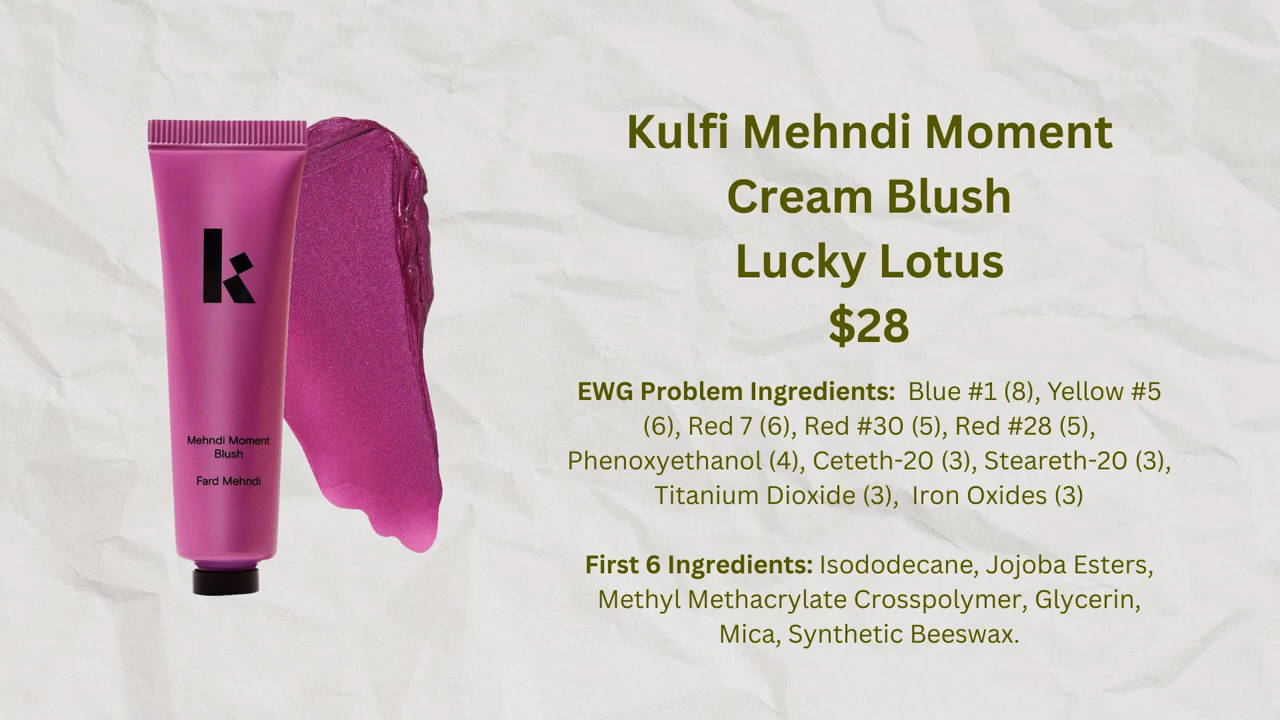 k
Mehndi Moment
Blush
Fard Mehndi
Kulfi Mehndi Moment
Cream Blush
Lucky Lotus
$28
EWG Problem Ingredients:  Blue #1 (8), Yellow #5
(6), Red 7 (6), Red #30 (5), Red #28 (5),
Phenoxyethanol (4), Ceteth-20 (3), Steareth-20 (3),
Titanium Dioxide (3),  Iron Oxides (3)
First 6 Ingredients: Isododecane, Jojoba Esters,
Methyl Methacrylate Crosspolymer, Glycerin,
Mica, Synthetic Beeswax.